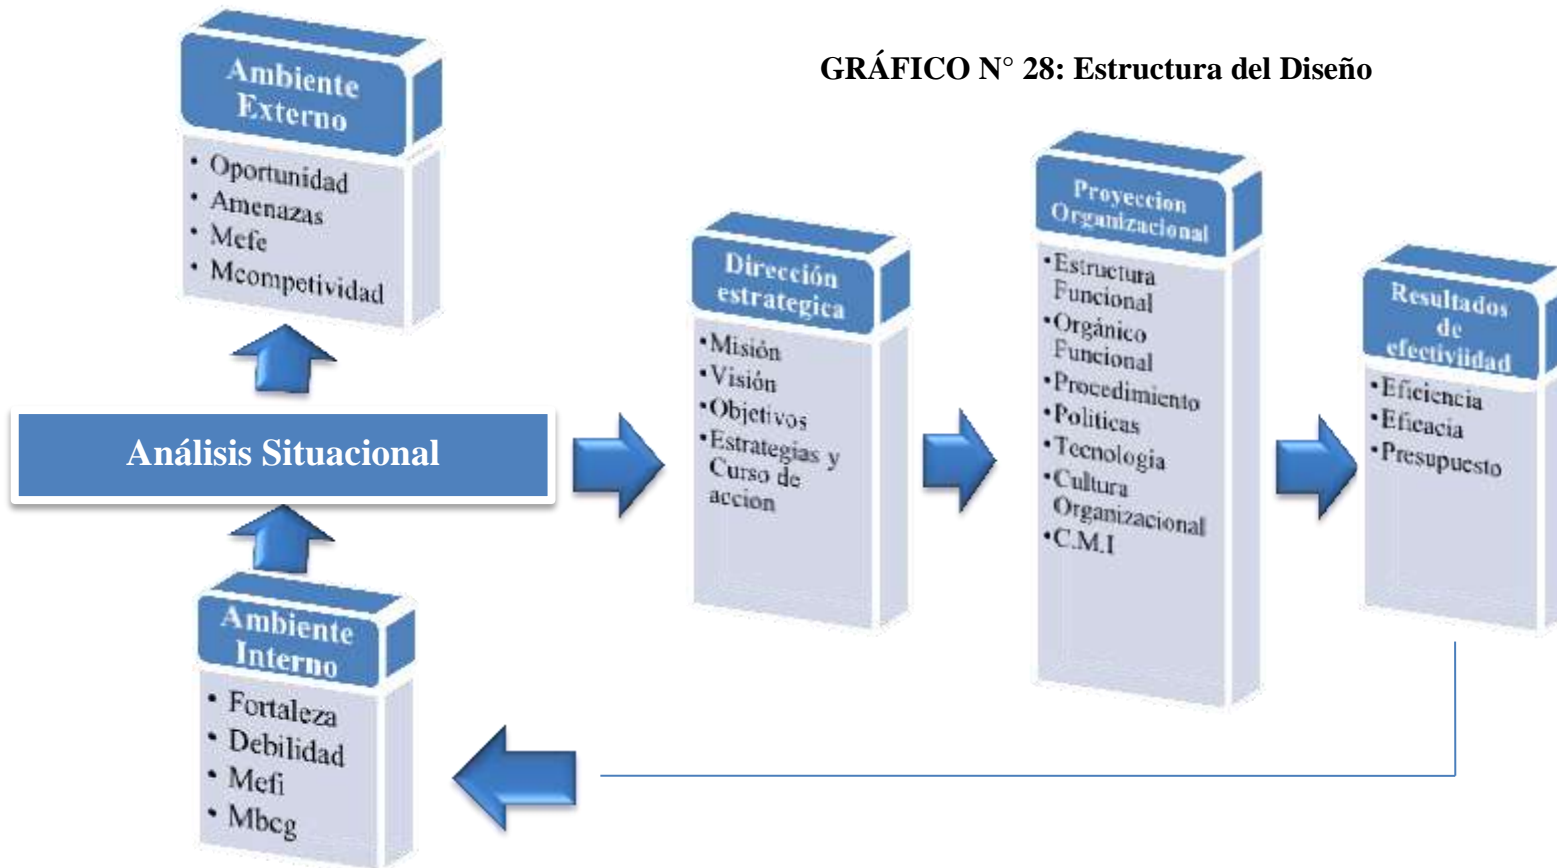 GRÁFICO N° 28: Estructura del Diseño
Ambiente
Externo
• Oportunidad
• Amenazas
• Mefe
• Mcompetividad
Análisis Situacional
Ambiente
Interno
• Fortaleza
• Debilidad
• Mefi
• Mbcg
Dirección
estrategica
•Misión
•Visión
•Objetivos
•Estrategias y
Curso de
accion
Proyeccion
Organizacional
•Estructura
Funcional
•Orgánico
Funcional
•Procedimiento
•Politicas
•Tecnologia
•Cultura
Organizacional
•C.M.I
Resultados
de
efectiviidad
•Eficiencia
•Eficacia
•Presupuesto